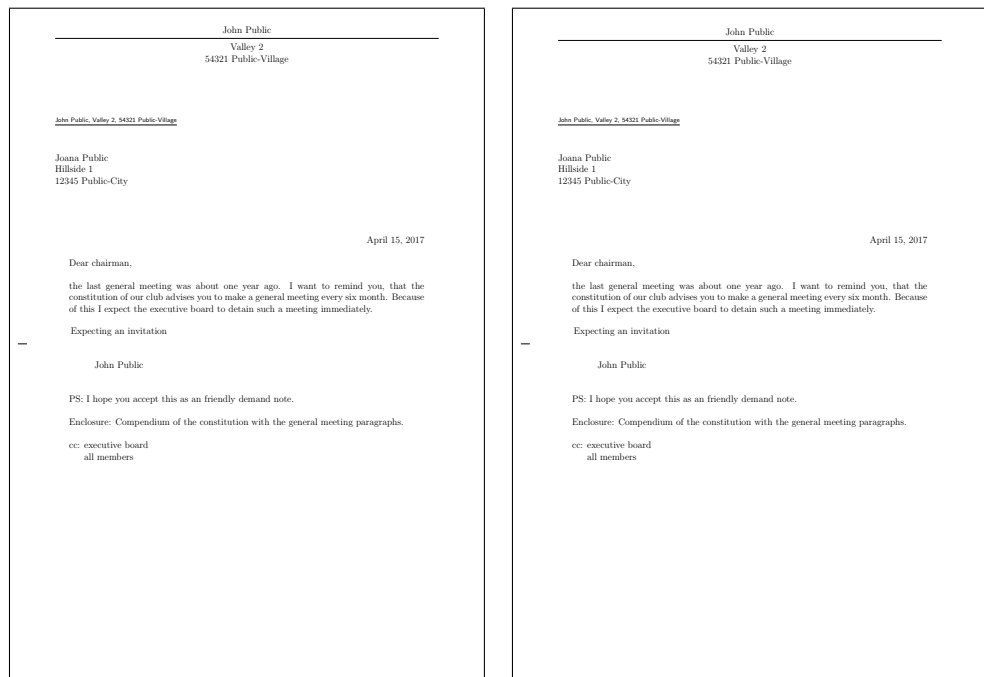 John Public
Valley 2
54321 Public-Village
John Public, Valley 2, 54321 Public-Village
Joana Public
Hillside 1
12345 Public-City
April 15, 2017
Dear chairman,
the last general meeting was about one year ago. I want to remind you, that the
constitution of our club advises you to make a general meeting every six month. Because
of this I expect the executive board to detain such a meeting immediately.
Expecting an invitation
John Public
PS: I hope you accept this as an friendly demand note.
Enclosure: Compendium of the constitution with the general meeting paragraphs.
cc: executive board
all members
John Public
Valley 2
54321 Public-Village
John Public, Valley 2, 54321 Public-Village
Joana Public
Hillside 1
12345 Public-City
April 15, 2017
Dear chairman,
the last general meeting was about one year ago. I want to remind you, that the
constitution of our club advises you to make a general meeting every six month. Because
of this I expect the executive board to detain such a meeting immediately.
Expecting an invitation
John Public
PS: I hope you accept this as an friendly demand note.
Enclosure: Compendium of the constitution with the general meeting paragraphs.
cc: executive board
all members